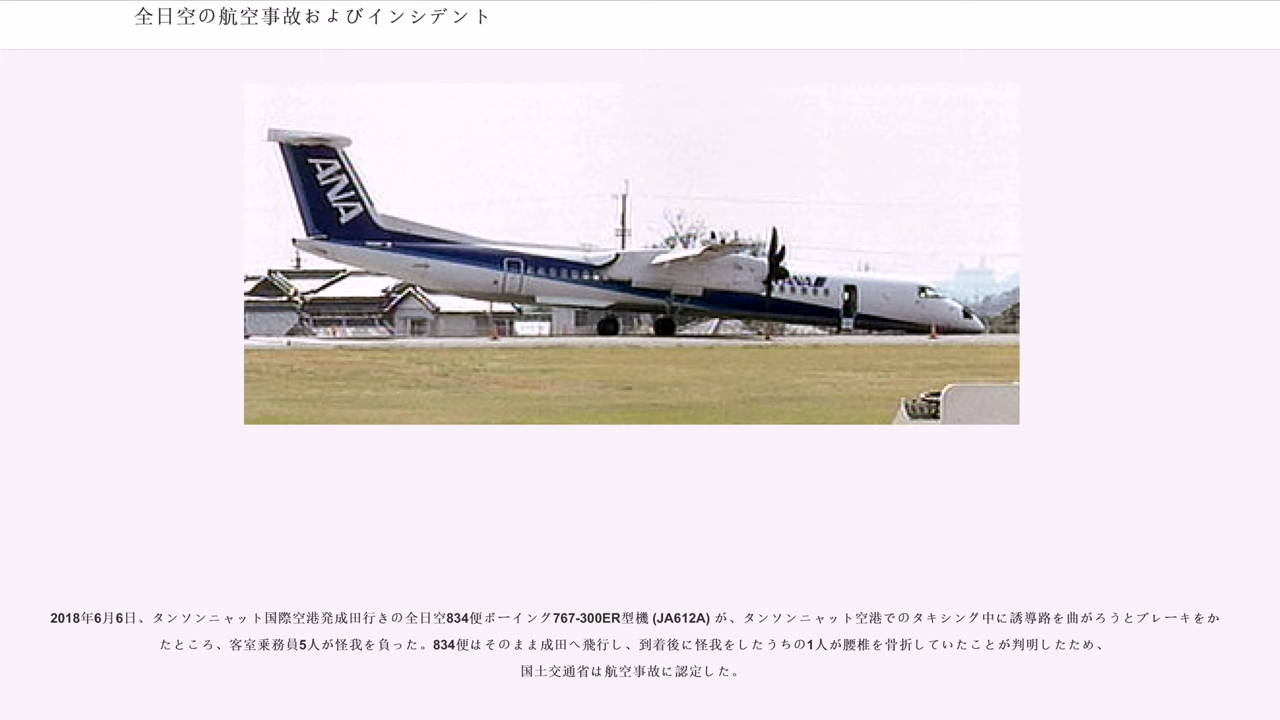 全日空の航空事故およびインシデント
ANA
ANA
2018年6月6日、タンソンニャット国際空港発成田行きの全日空834便ボーイング767-300ER型機 (JA612A) が、タンソンニャット空港でのタキシング中に誘導路を曲がろうとブレーキをか
たところ、客室乗務員5人が怪我を負った。834便はそのまま成田へ飛行し、到着後に怪我をしたうちの1人が腰椎を骨折していたことが判明したため、
国土交通省は航空事故に認定した。